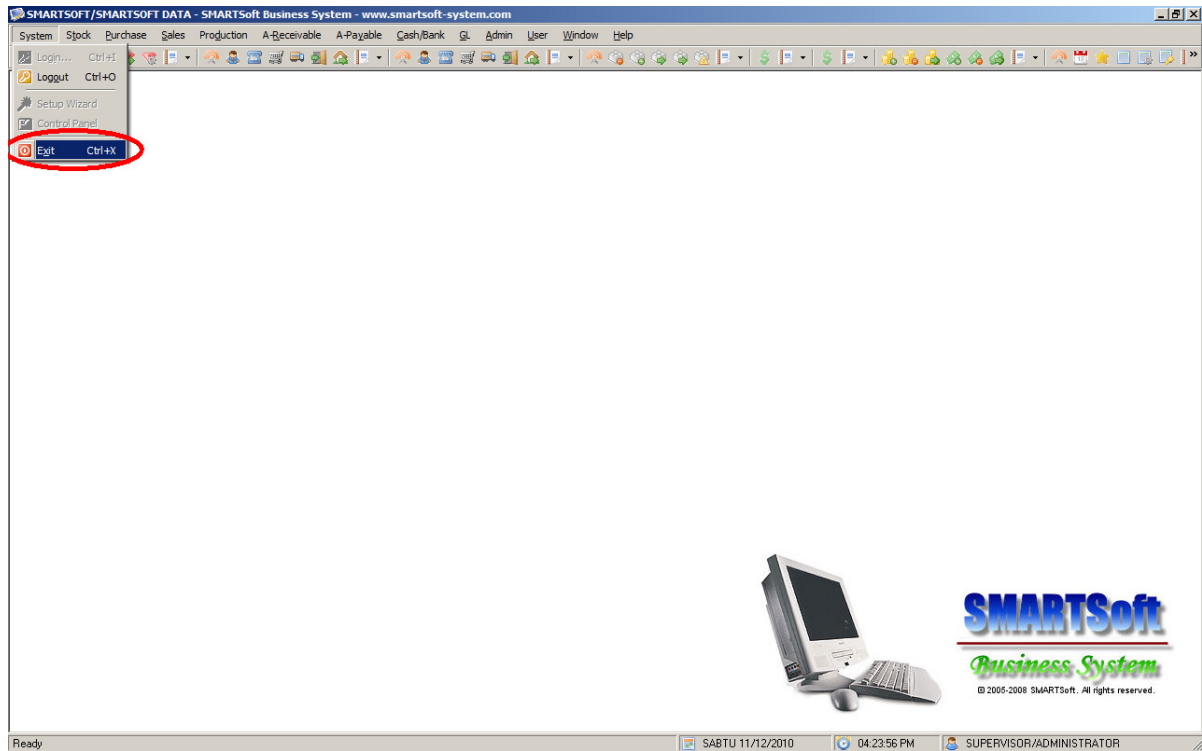 SMARTSOFT/SMARTSOFT DATA - SMARTSoft Business System - www.smartsoft-system.com
System Stock Purchase Sales Production A-Receivable A-Payable Cash/Bank GL Admin User Window Help
Login... Ctrl+I
Logout Ctrl+O
Setup Wizard
Control Panel
Exit Ctrl+X
SMARTSoft
Business System
© 2005-2008 SMARTSoft. All rights reserved.
Ready SABTU 11/12/2010 04:23:56 PM SUPERVISOR/ADMINISTRATOR